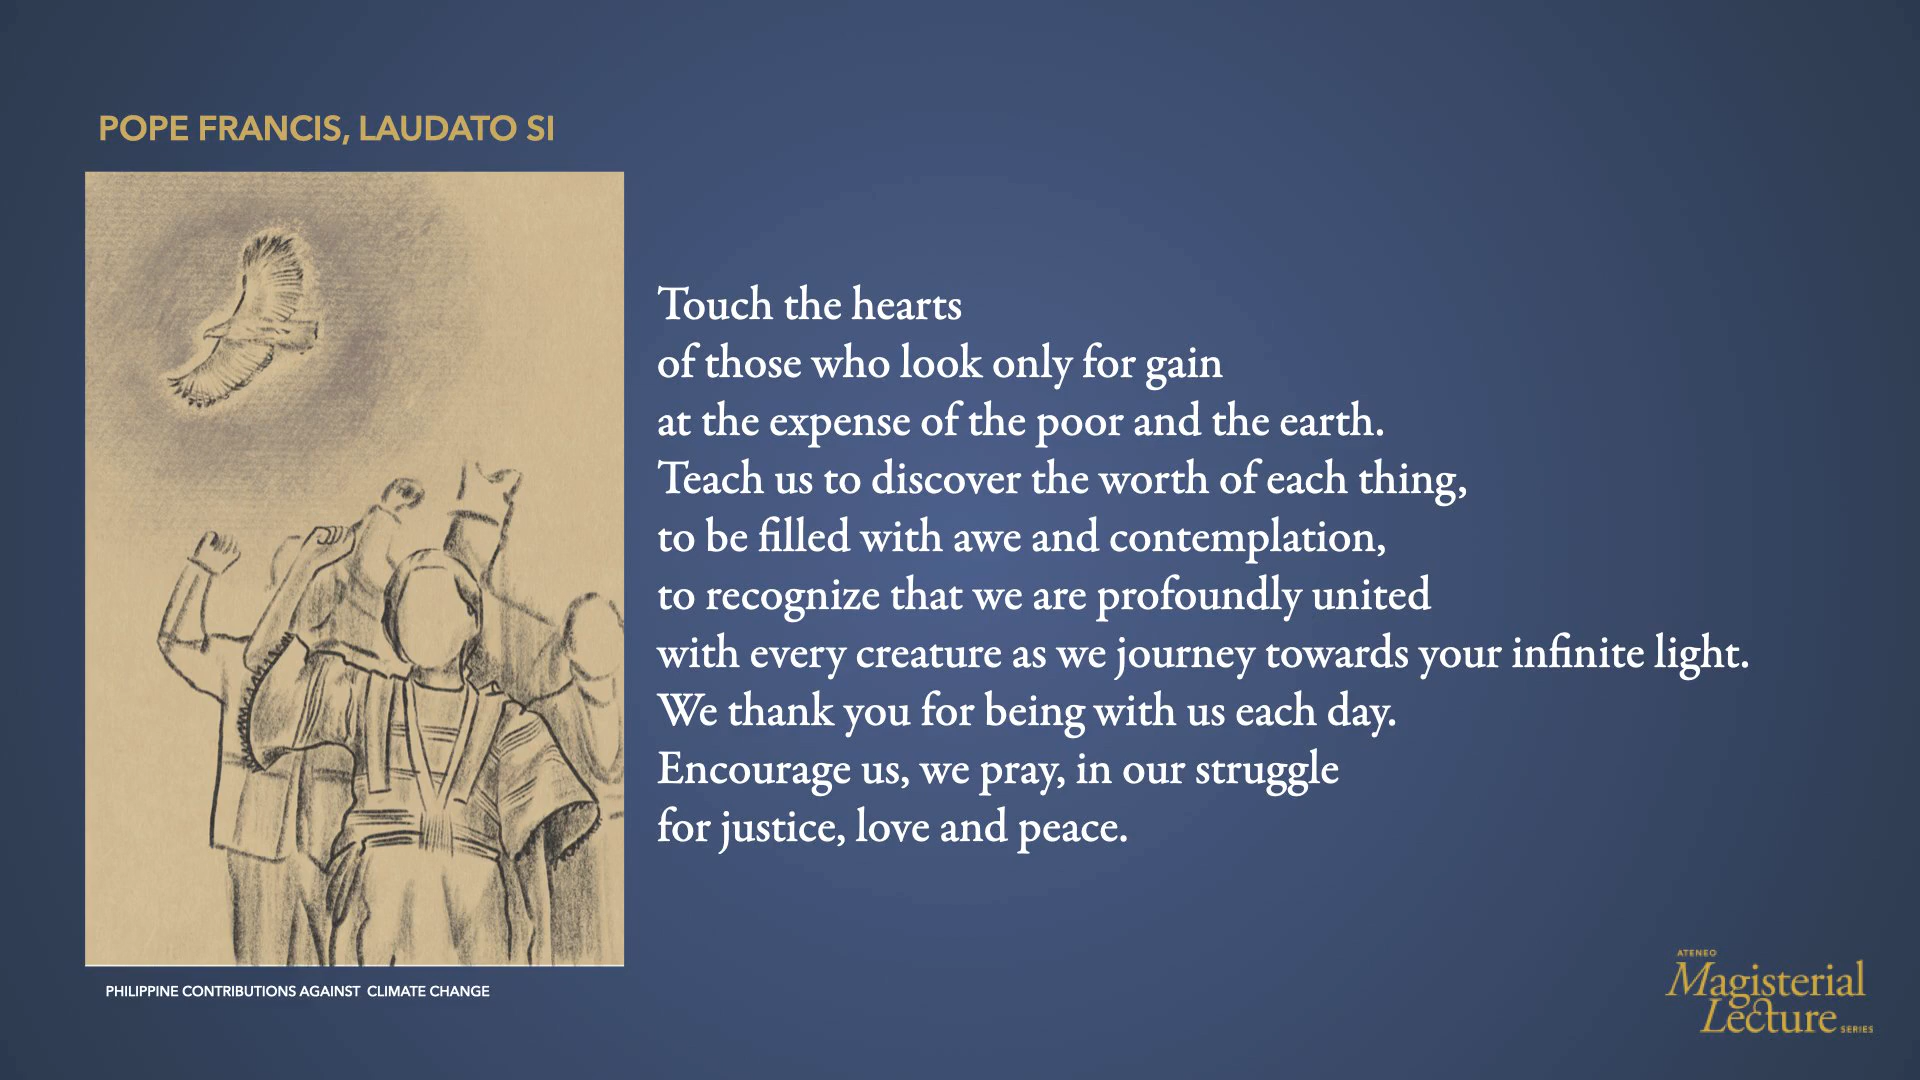 POPE FRANCIS, LAUDATO SI
Touch the hearts
of those who look only for gain
at the expense of the poor and the earth.
Teach us to discover the worth of each thing,
to be filled with awe and contemplation,
to recognize that we are profoundly united
with every creature as we journey towards your infinite light.
We thank you for being with us each day.
Encourage us, we pray, in our struggle
for justice, love and peace.
PHILIPPINE CONTRIBUTIONS AGAINST CLIMATE CHANGE
ATENEO
Magisterial
Lecture SERIES